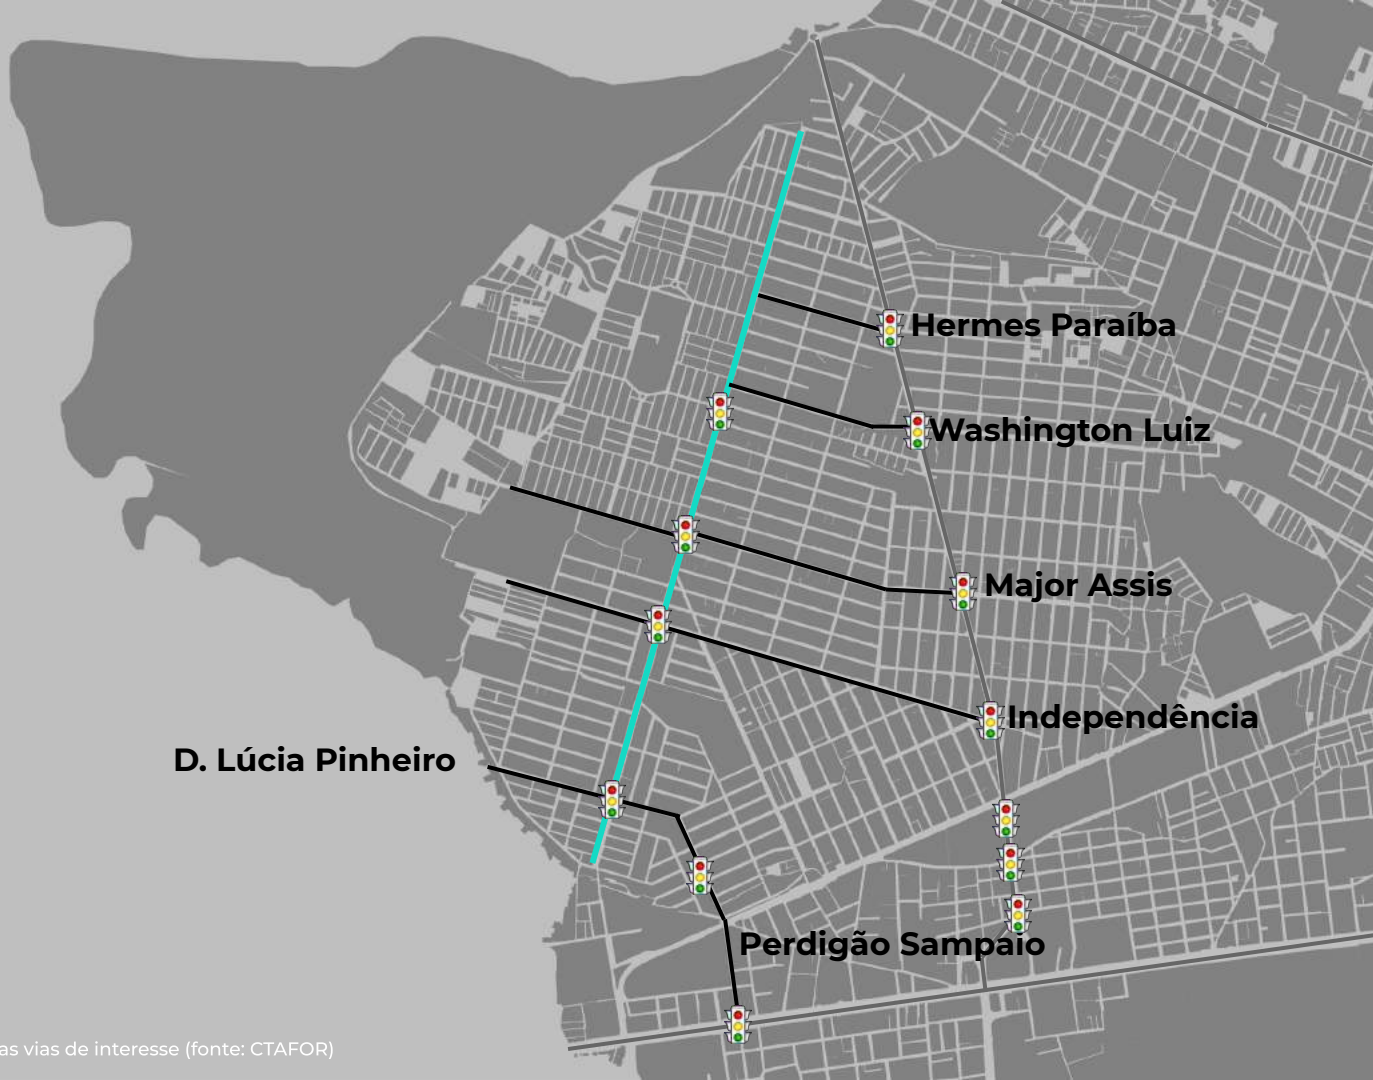 Hermes Paraíba
Washington Luiz
Major Assis
Independência
D. Lúcia Pinheiro
Perdigão Sampaio
as vias de interesse (fonte: CTAFOR)